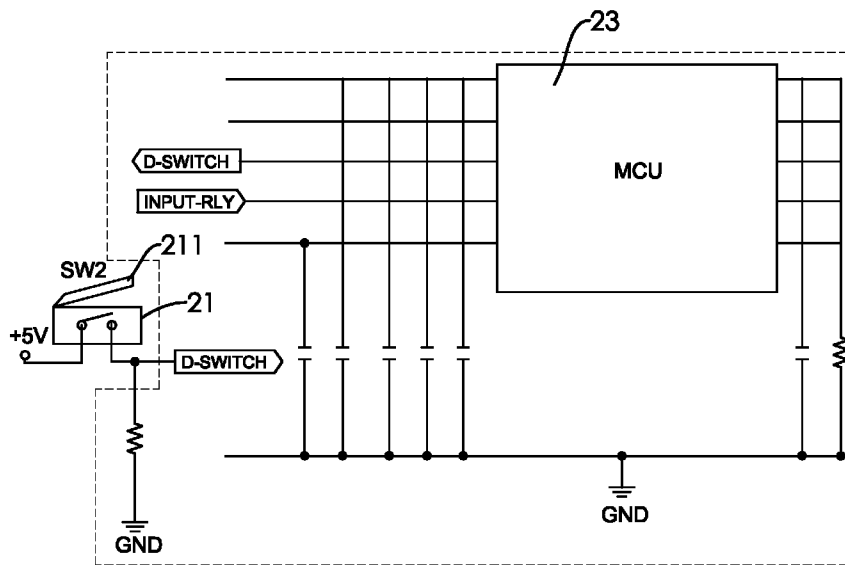 23
D-SWITCH
MCU
INPUT-RLY
211
SW2
21
+5V
D-SWITCH
GND
GND